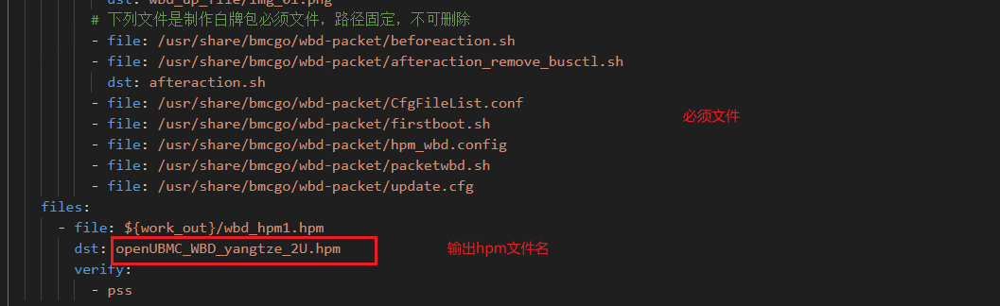 dst: wbd_up_file/img_01.png
# 下列文件是制作白牌包必须文件，路径固定，不可删除
- file: /usr/share/bmcgo/wbd-packet/beforeaction.sh
- file: /usr/share/bmcgo/wbd-packet/afteraction_remove_busctl.sh
dst: afteraction.sh
- file: /usr/share/bmcgo/wbd-packet/CfgFileList.conf
必须文件
- file: /usr/share/bmcgo/wbd-packet/firstboot.sh
- file: /usr/share/bmcgo/wbd-packet/hpm_wbd.config
- file: /usr/share/bmcgo/wbd-packet/packetwbd.sh
- file: /usr/share/bmcgo/wbd-packet/update.cfg
files:
- file: ${work_out}/wbd_hpm1.hpm
dst: openUBMC_WBD_yangtze_2U.hpm
输出hpm文件名
verify:
- pss